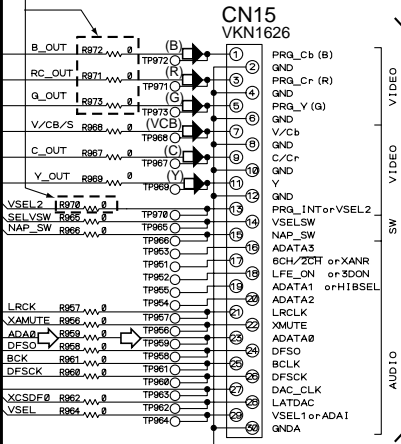 CN15
VKN1626
B_OUT R972 0 (B) TP972 1 PRG_Cb (B)
2 GND
RC_OUT R971 0 (R) TP971 3 PRG_Cr (R)
4 GND
G_OUT R973 0 (G) TP973 5 PRG_Y (G)
6 GND
V/CB/S R968 0 (VCB) TP968 7 V/Cb
8 GND
C_OUT R967 0 (C) TP967 9 C/Cr
10 GND
Y_OUT R969 0 (Y) TP969 11 Y
12 GND
VSEL2 R970 0 TP970 13 PRG_INT or VSEL2
SELVSW R965 0 TP965 14 VSELSW
NAP_SW R966 0 TP966 15 NAP_SW
TP953 16 ADATA3
TP951 17 6CH/2CH or XANR
TP952 18 LFE_ON or 3DON
TP955 19 ADATA1 or HIBSEL
TP954 20 ADATA2
LRCK R957 0 TP957 21 LRCLK
XAMUTE R956 0 TP956 22 XMUTE
ADA0 R959 0 TP959 23 ADATA0
DFSO R958 0 TP958 24 DFSO
BCK R961 0 TP961 25 BCLK
DFSCK R960 0 TP960 26 DFSCK
27 DAC_CLK
XCSDF0 R962 0 TP963 28 LATDAC
VSEL R964 0 TP962 29 VSEL1 or ADAI
TP964 30 GNDA
VIDEO
VIDEO
SW
AUDIO